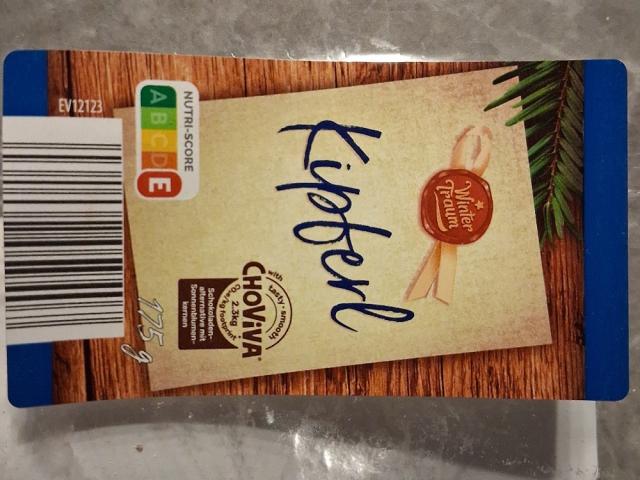 Winter
Traum
Kipferl
EV12123
NUTRI-SCORE
A B C D E
with
tasty · smooth
CHOVIVA
2.3kg
Schokoladen-
alternative mit
Sonnenblumen-
kernen
175 g